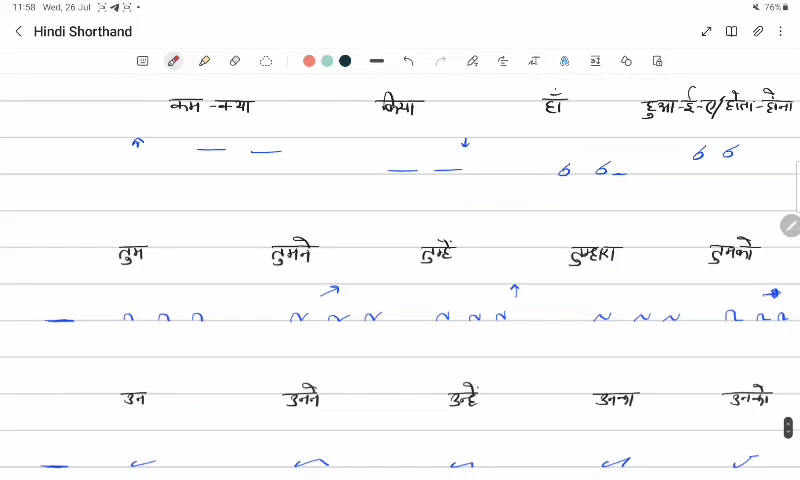 11:58 Wed, 26 Jul 76%
Hindi Shorthand
कम - क्या किया हाँ हुआ-ई-ए/होता-होना
तुम तुमने तुम्हें तुम्हारा तुमको
उन उनने उन्हें उनका उनको